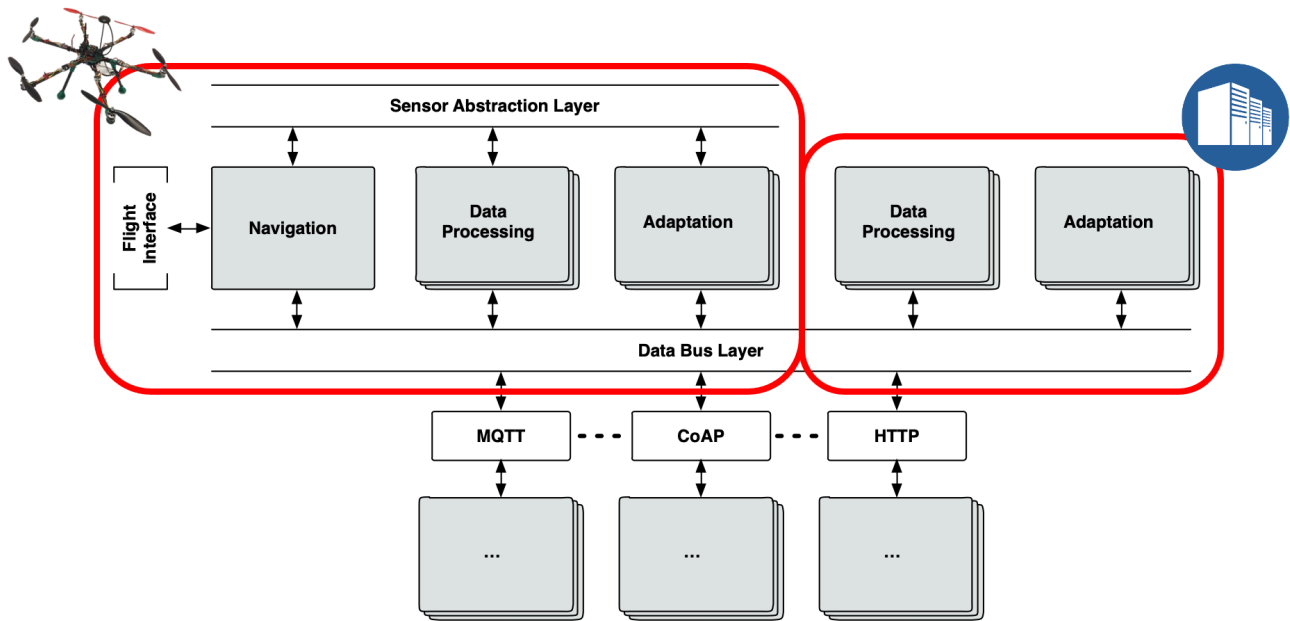 Sensor Abstraction Layer
Flight
Interface
Navigation
Data
Processing
Adaptation
Data
Processing
Adaptation
Data Bus Layer
MQTT
CoAP
HTTP
...
...
...